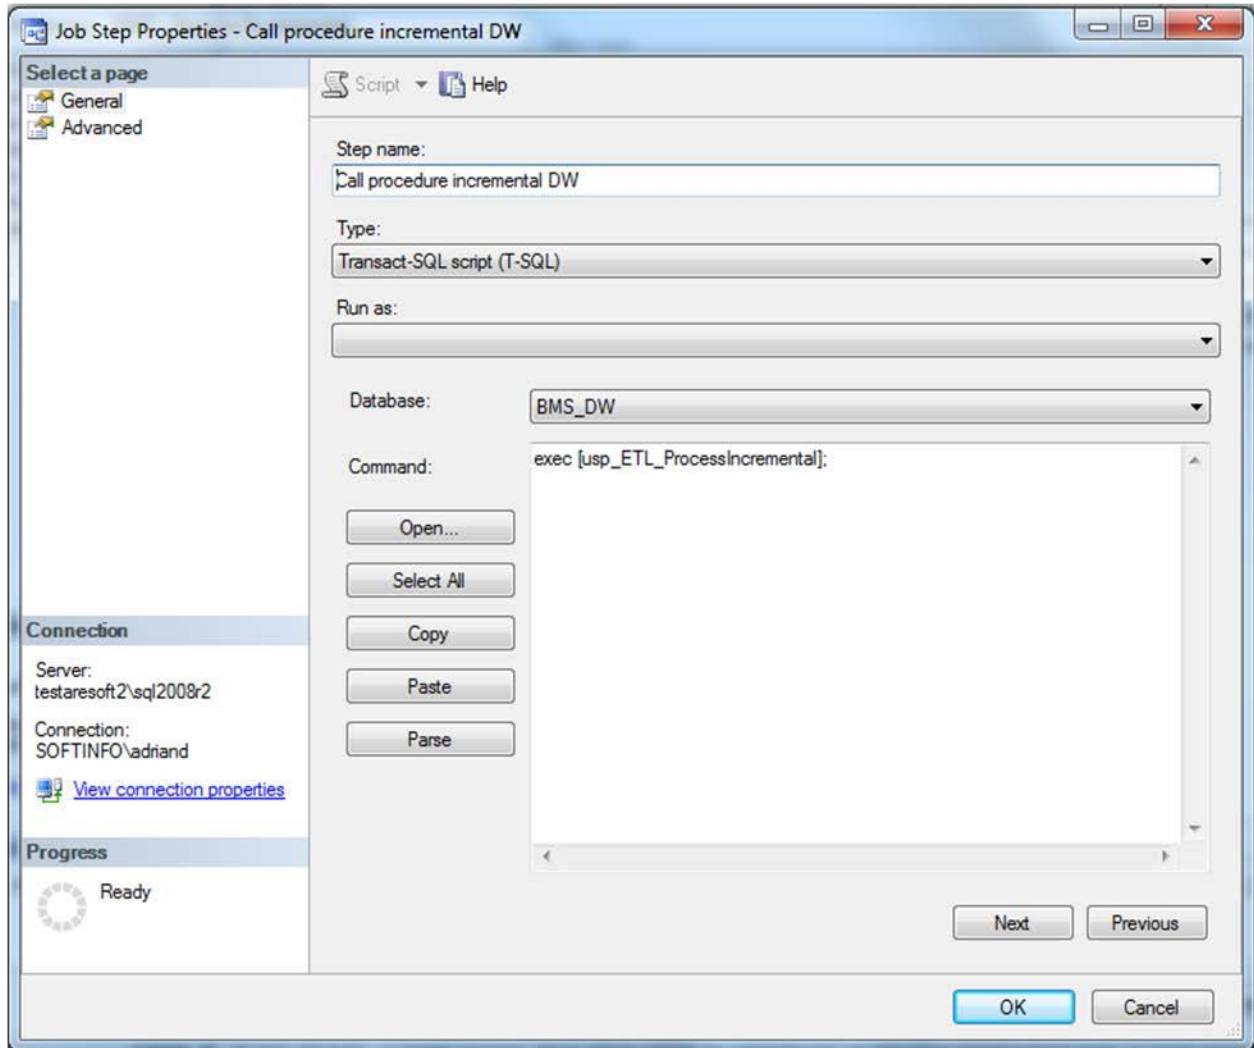 Job Step Properties - Call procedure incremental DW
Select a page
General
Advanced
Script
Help
Step name:
Call procedure incremental DW
Type:
Transact-SQL script (T-SQL)
Run as:
Database:
BMS_DW
Command:
exec [usp_ETL_ProcessIncremental];
Open...
Select All
Copy
Paste
Parse
Connection
Server:
testaresoft2\sql2008r2
Connection:
SOFTINFO\adriand
View connection properties
Progress
Ready
Next
Previous
OK
Cancel